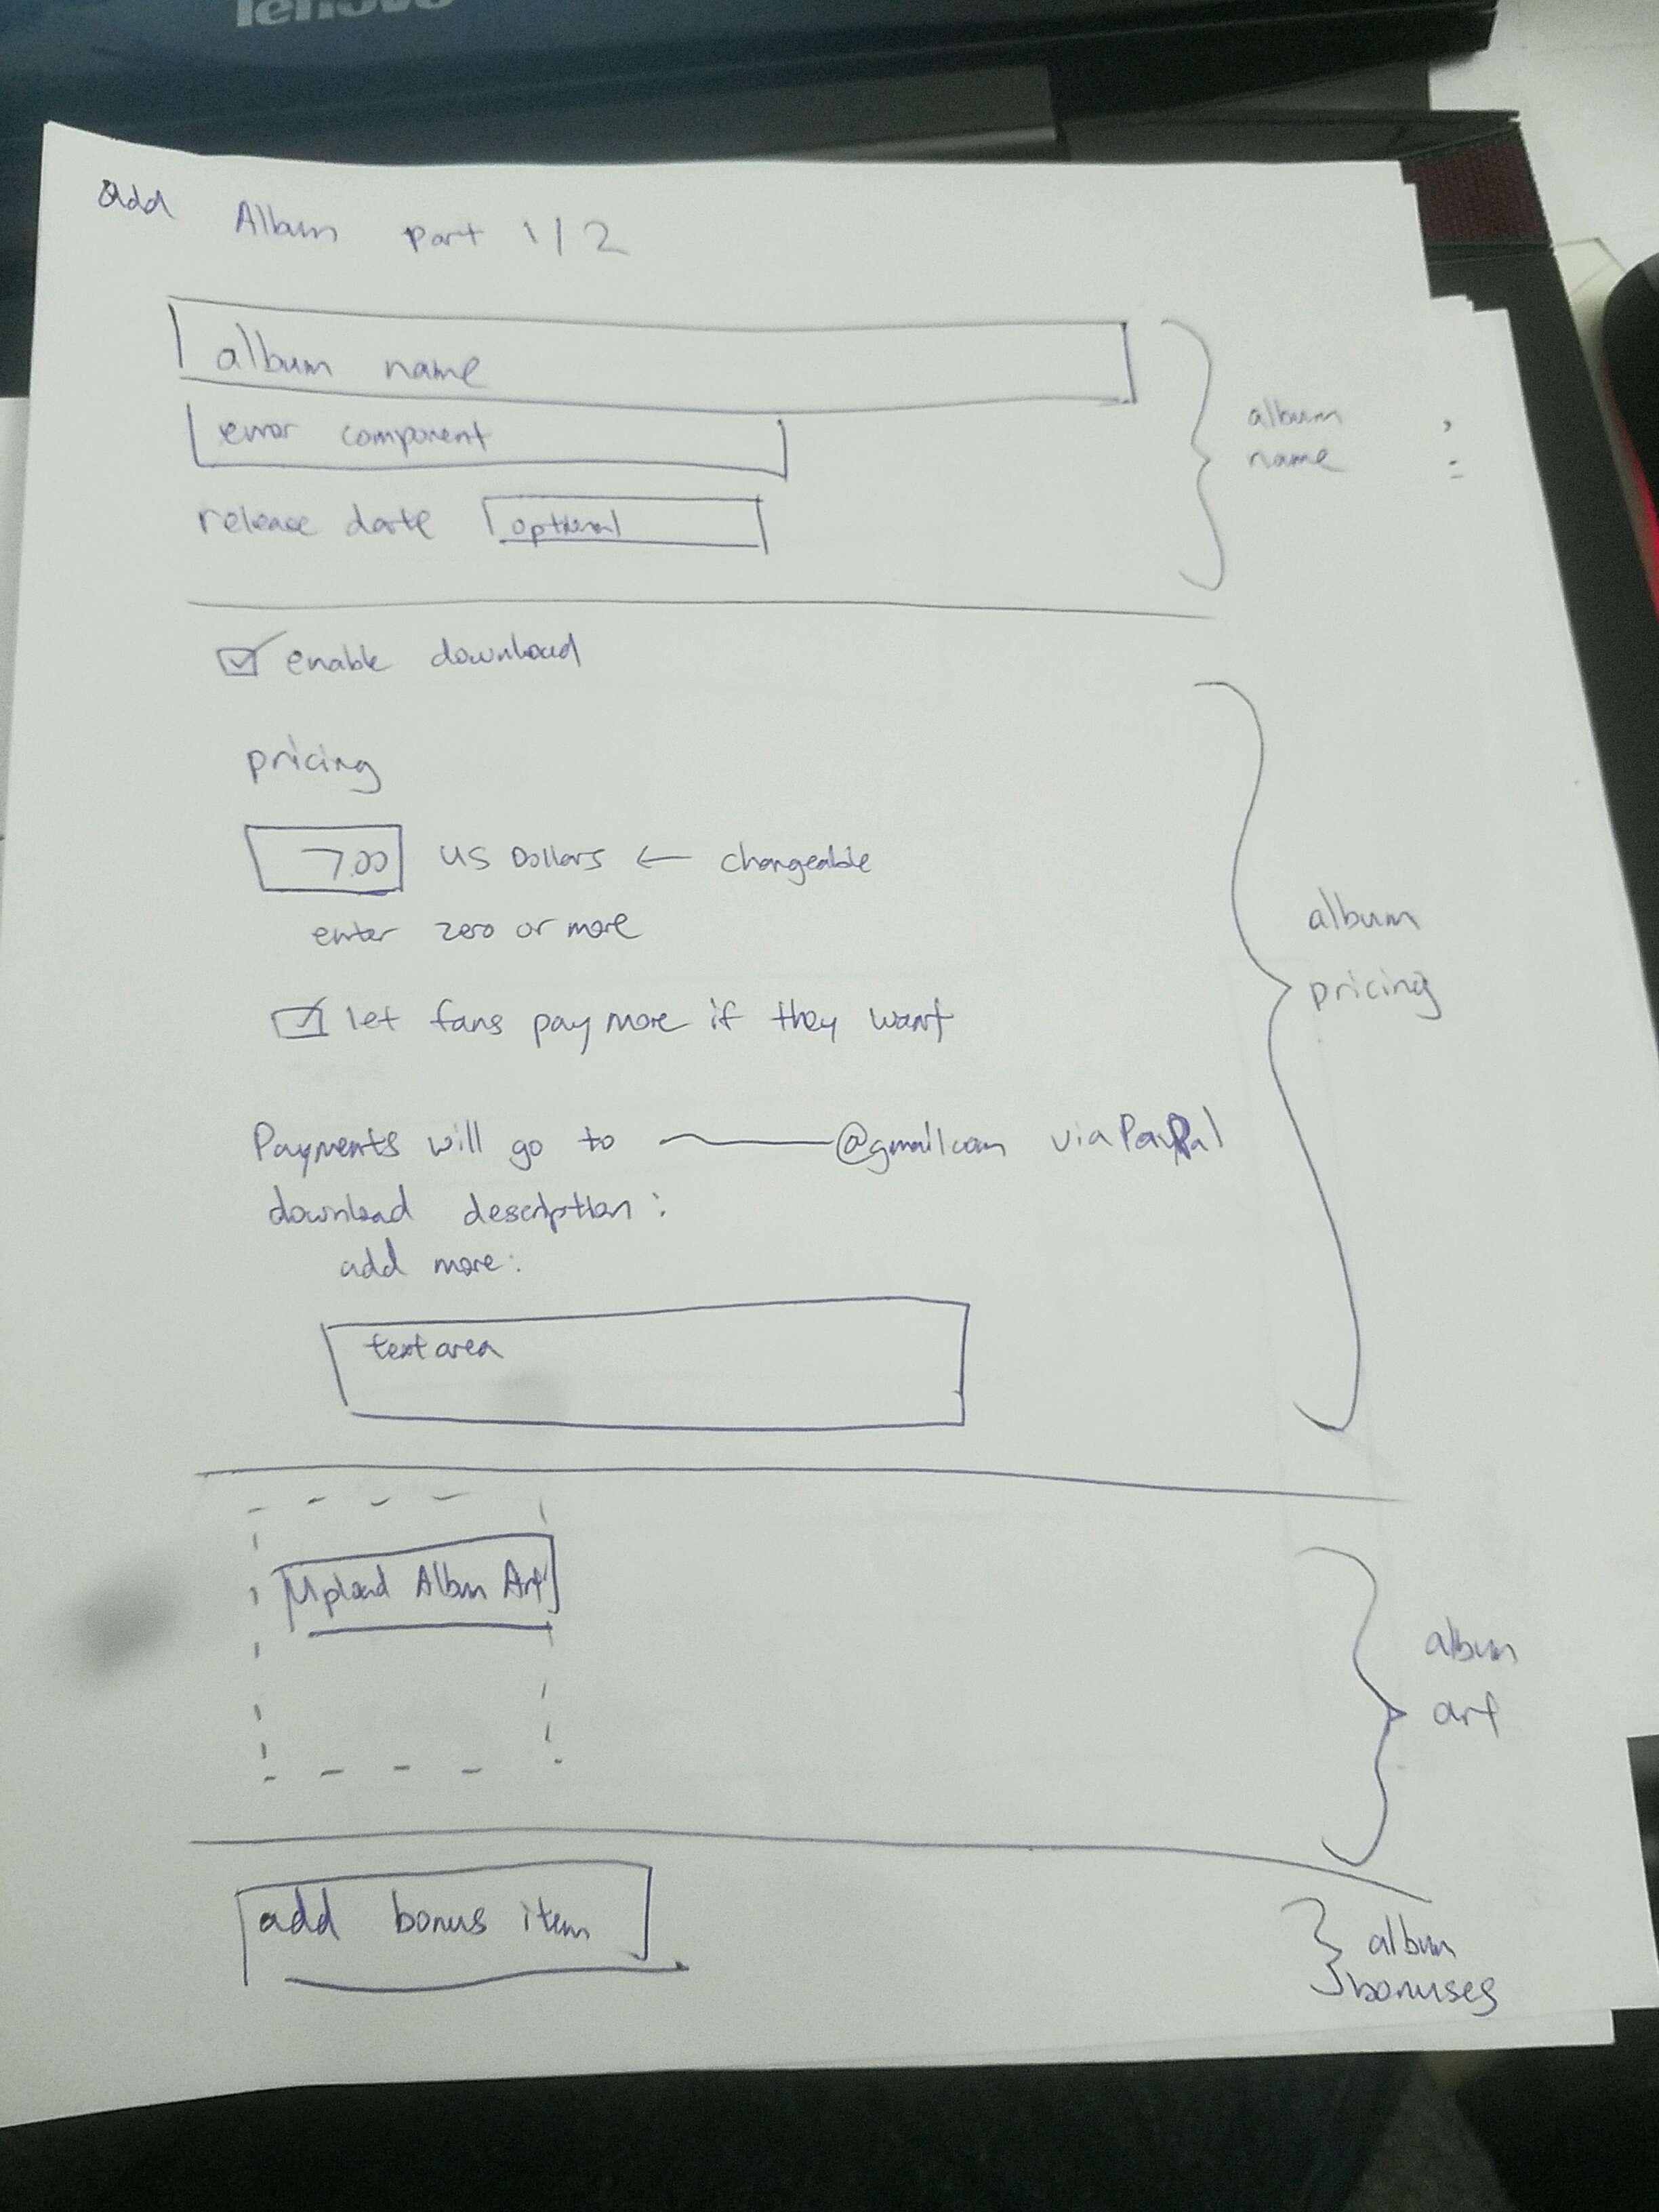 lenovo
add Album part 1/2
album name
error component
album
name
release date optional
enable download
pricing
7.00 US Dollars ← changeable
enter zero or more
album
pricing
let fans pay more if they want
Payments will go to @gmail.com via PayPal
download description:
add more:
text area
Upload Album Art
album
art
add bonus item
album
bonuses